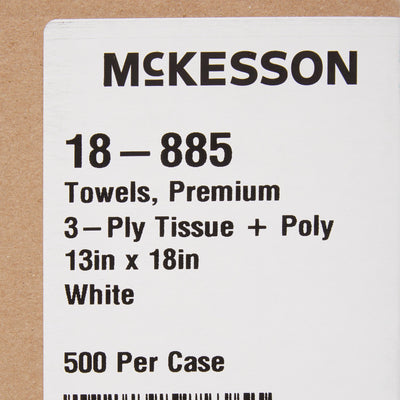 McKESSON
18-885
Towels, Premium
3-Ply Tissue + Poly
13in x 18in
White
500 Per Case